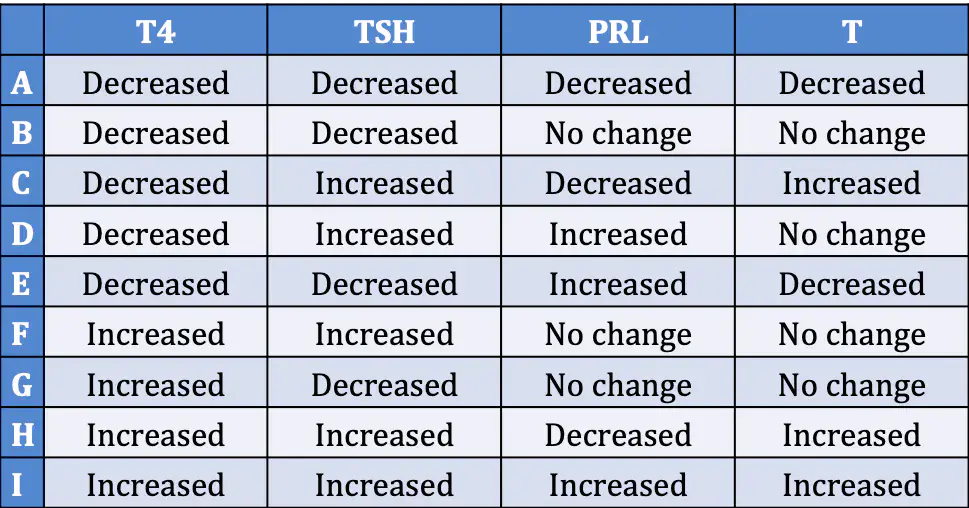 T4 TSH PRL T
A Decreased Decreased Decreased Decreased
B Decreased Decreased No change No change
C Decreased Increased Decreased Increased
D Decreased Increased Increased No change
E Decreased Decreased Increased Decreased
F Increased Increased No change No change
G Increased Decreased No change No change
H Increased Increased Decreased Increased
I Increased Increased Increased Increased